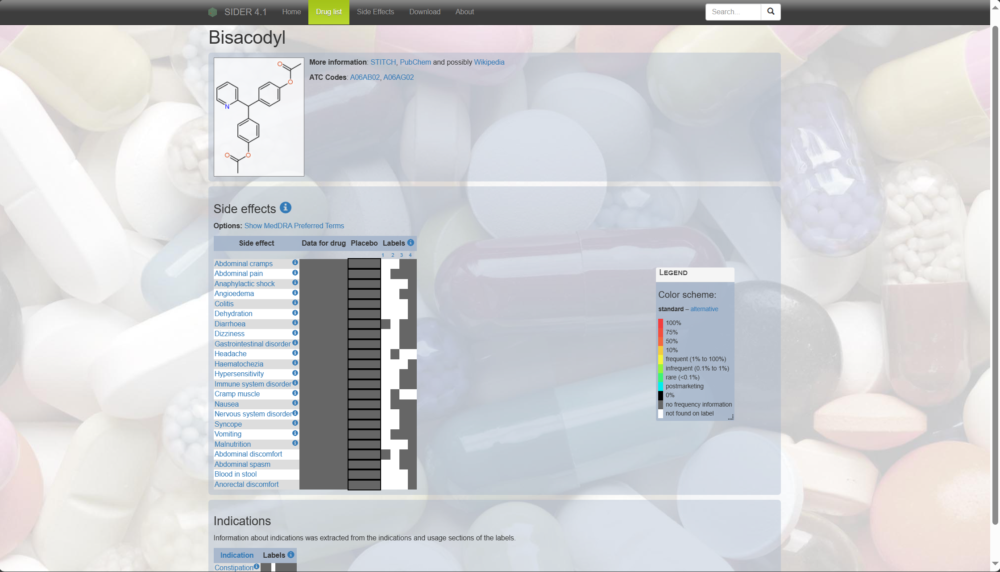 SIDER 4.1 Home Drug list Side Effects Download About Search...
Bisacodyl
More information: STITCH, PubChem and possibly Wikipedia
ATC Codes: A06AB02, A06AG02
O
O
N
O
O
Side effects
Options: Show MedDRA Preferred Terms
Side effect Data for drug Placebo Labels
1 2 3 4
Abdominal cramps
Abdominal pain
Anaphylactic shock
Angioedema
Colitis
Dehydration
Diarrhoea
Dizziness
Gastrointestinal disorder
Headache
Haematochezia
Hypersensitivity
Immune system disorder
Cramp muscle
Nausea
Nervous system disorder
Syncope
Vomiting
Malnutrition
Abdominal discomfort
Abdominal spasm
Blood in stool
Anorectal discomfort
LEGEND
Color scheme:
standard – alternative
100%
75%
50%
10%
frequent (1% to 100%)
infrequent (0.1% to 1%)
rare (<0.1%)
postmarketing
0%
no frequency information
not found on label
Indications
Information about indications was extracted from the indications and usage sections of the labels.
Indication Labels
Constipation